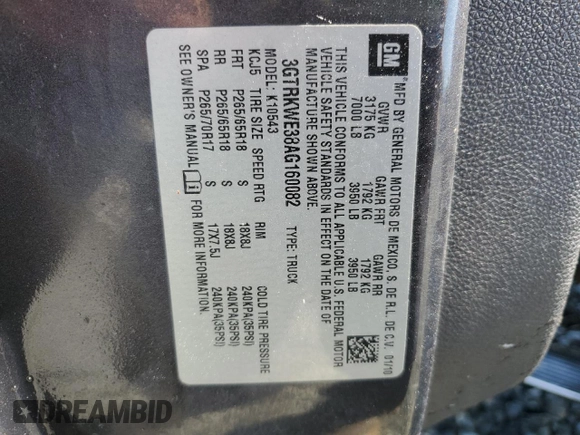 GM
MFD BY GENERAL MOTORS DE MEXICO, S. DE R.L. DE C.V. 01/10
GVWR GAWR FRT GAWR RR
3175 KG 1792 KG 1792 KG
7000 LB 3950 LB 3950 LB
THIS VEHICLE CONFORMS TO ALL APPLICABLE U.S. FEDERAL MOTOR
VEHICLE SAFETY STANDARDS IN EFFECT ON THE DATE OF
MANUFACTURE SHOWN ABOVE.
3GTRKWE38AG160082 TYPE: TRUCK
MODEL: K10543
KCJ5 TIRE SIZE SPEED RTG RIM COLD TIRE PRESSURE
FRT P265/65R18 S 18X8J 240KPA(35PSI)
RR P265/65R18 S 18X8J 240KPA(35PSI)
SPA P265/70R17 S 17X7.5J 240KPA(35PSI)
SEE OWNER'S MANUAL i FOR MORE INFORMATION.
DREAMBID